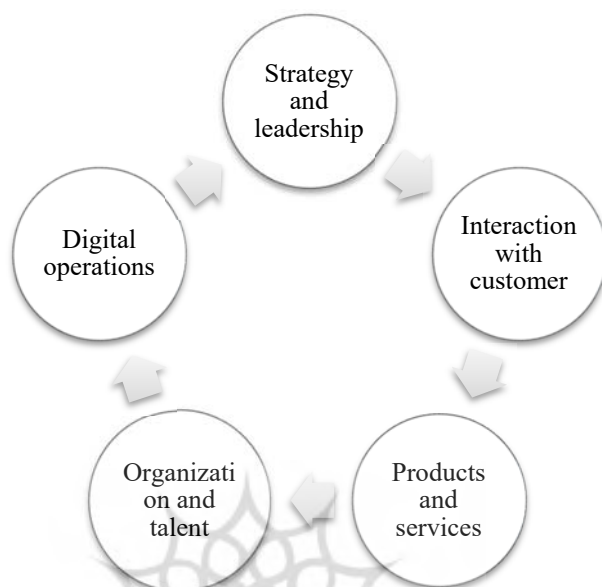 Strategy
and
leadership
Interaction
with
customer
Products
and
services
Organizati
on and
talent
Digital
operations